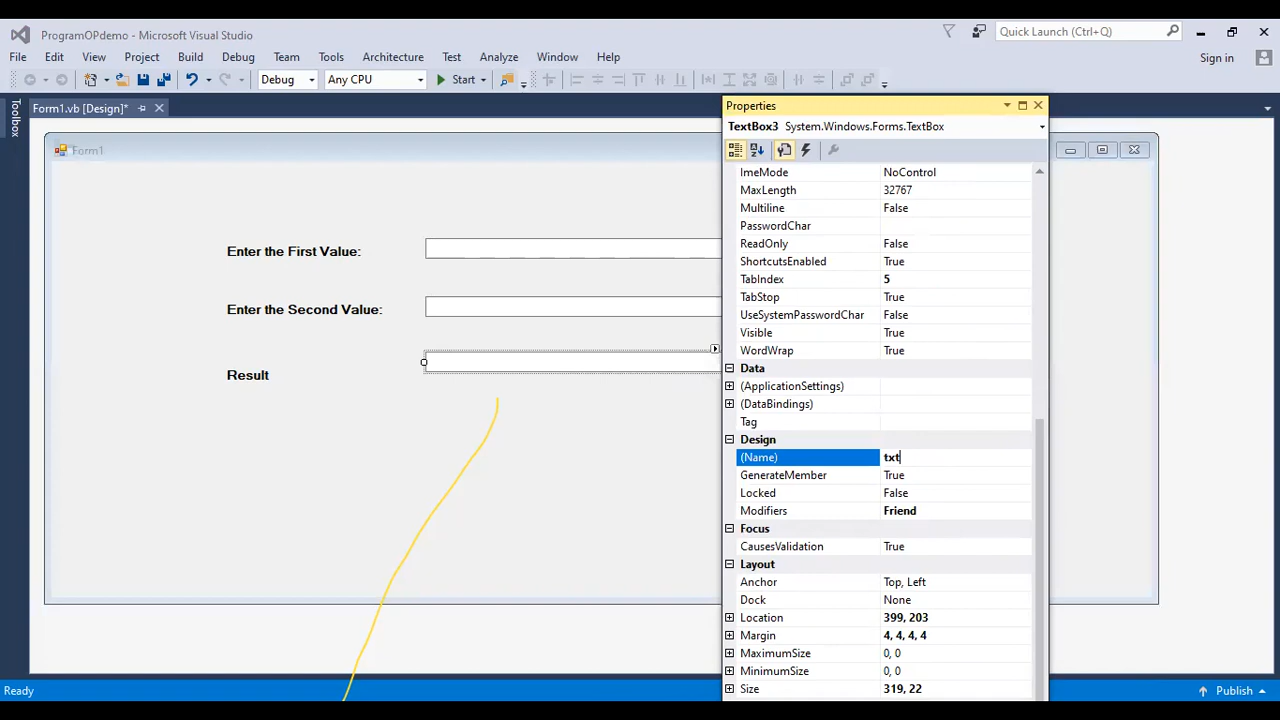 ProgramOPdemo - Microsoft Visual Studio
Quick Launch (Ctrl+Q)
File Edit View Project Build Debug Team Tools Architecture Test Analyze Window Help
Sign in
Debug Any CPU Start
Toolbox
Form1.vb [Design]*
Form1
Enter the First Value:
Enter the Second Value:
Result
Properties
TextBox3 System.Windows.Forms.TextBox
ImeMode NoControl
MaxLength 32767
Multiline False
PasswordChar
ReadOnly False
ShortcutsEnabled True
TabIndex 5
TabStop True
UseSystemPasswordChar False
Visible True
WordWrap True
Data
(ApplicationSettings)
(DataBindings)
Tag
Design
(Name) txt
GenerateMember True
Locked False
Modifiers Friend
Focus
CausesValidation True
Layout
Anchor Top, Left
Dock None
Location 399, 203
Margin 4, 4, 4, 4
MaximumSize 0, 0
MinimumSize 0, 0
Size 319, 22
Ready
Publish